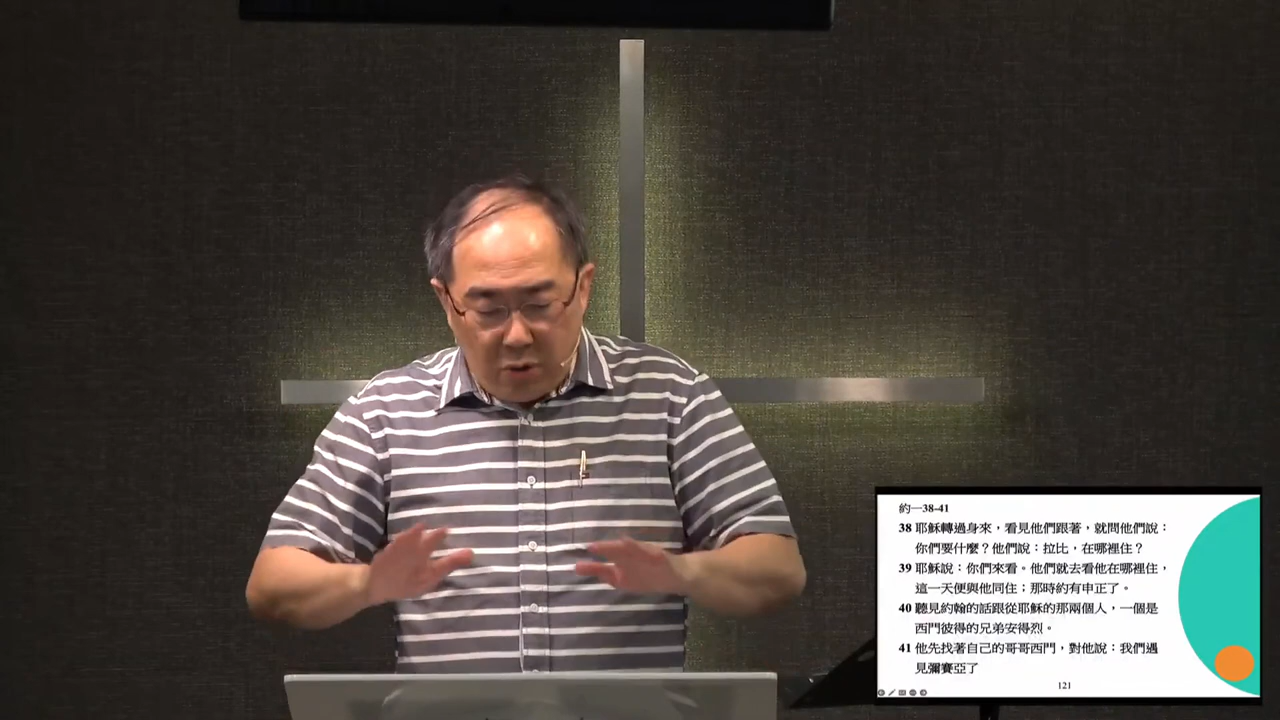 約一38-41
38 耶穌轉過身來，看見他們跟著，就問他們說：
你們要什麼？他們說：拉比，在哪裡住？
39 耶穌說：你們來看。他們就去看他在哪裡住，
這一天便與他同住；那時約有申正了。
40 聽見約翰的話跟從耶穌的那兩個人，一個是
西門彼得的兄弟安得烈。
41 他先找著自己的哥哥西門，對他說：我們遇
見彌賽亞了
121